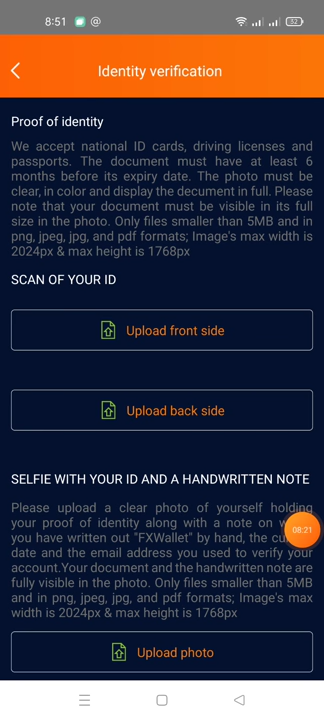 8:51
52
Identity verification
Proof of identity
We accept national ID cards, driving licenses and
passports. The document must have at least 6
months before its expiry date. The photo must be
clear, in color and display the decument in full. Please
note that your document must be visible in its full
size in the photo. Only files smaller than 5MB and in
png, jpeg, jpg, and pdf formats; Image's max width is
2024px & max height is 1768px
SCAN OF YOUR ID
Upload front side
Upload back side
SELFIE WITH YOUR ID AND A HANDWRITTEN NOTE
Please upload a clear photo of yourself holding
your proof of identity along with a note on
you have written out "FXWallet" by hand, the
08:21
date and the email address you used to verify your
account.Your document and the handwritten note are
fully visible in the photo. Only files smaller than 5MB
and in png, jpeg, jpg, and pdf formats; Image's max
width is 2024px & max height is 1768px
Upload photo